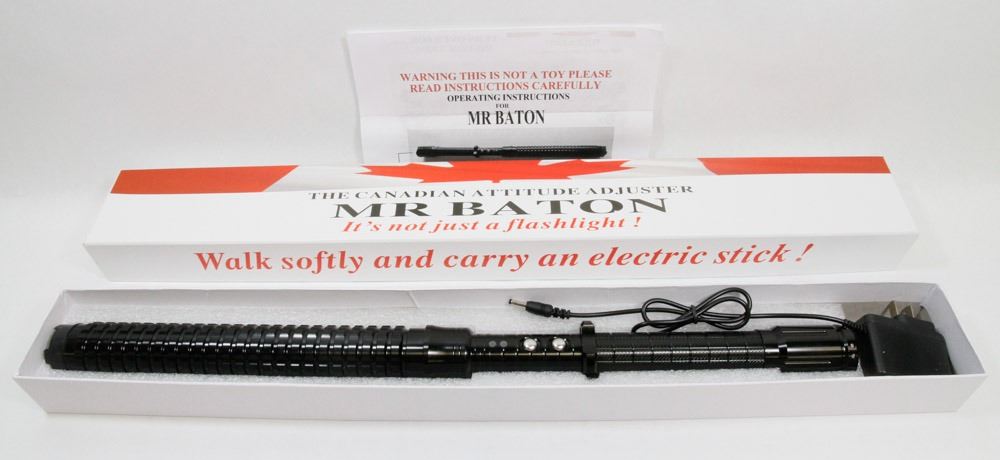 WARNING THIS IS NOT A TOY PLEASE
READ INSTRUCTIONS CAREFULLY
OPERATING INSTRUCTIONS
FOR
MR BATON
THE CANADIAN ATTITUDE ADJUSTER
MR BATON
It's not just a flashlight !
Walk softly and carry an electric stick !